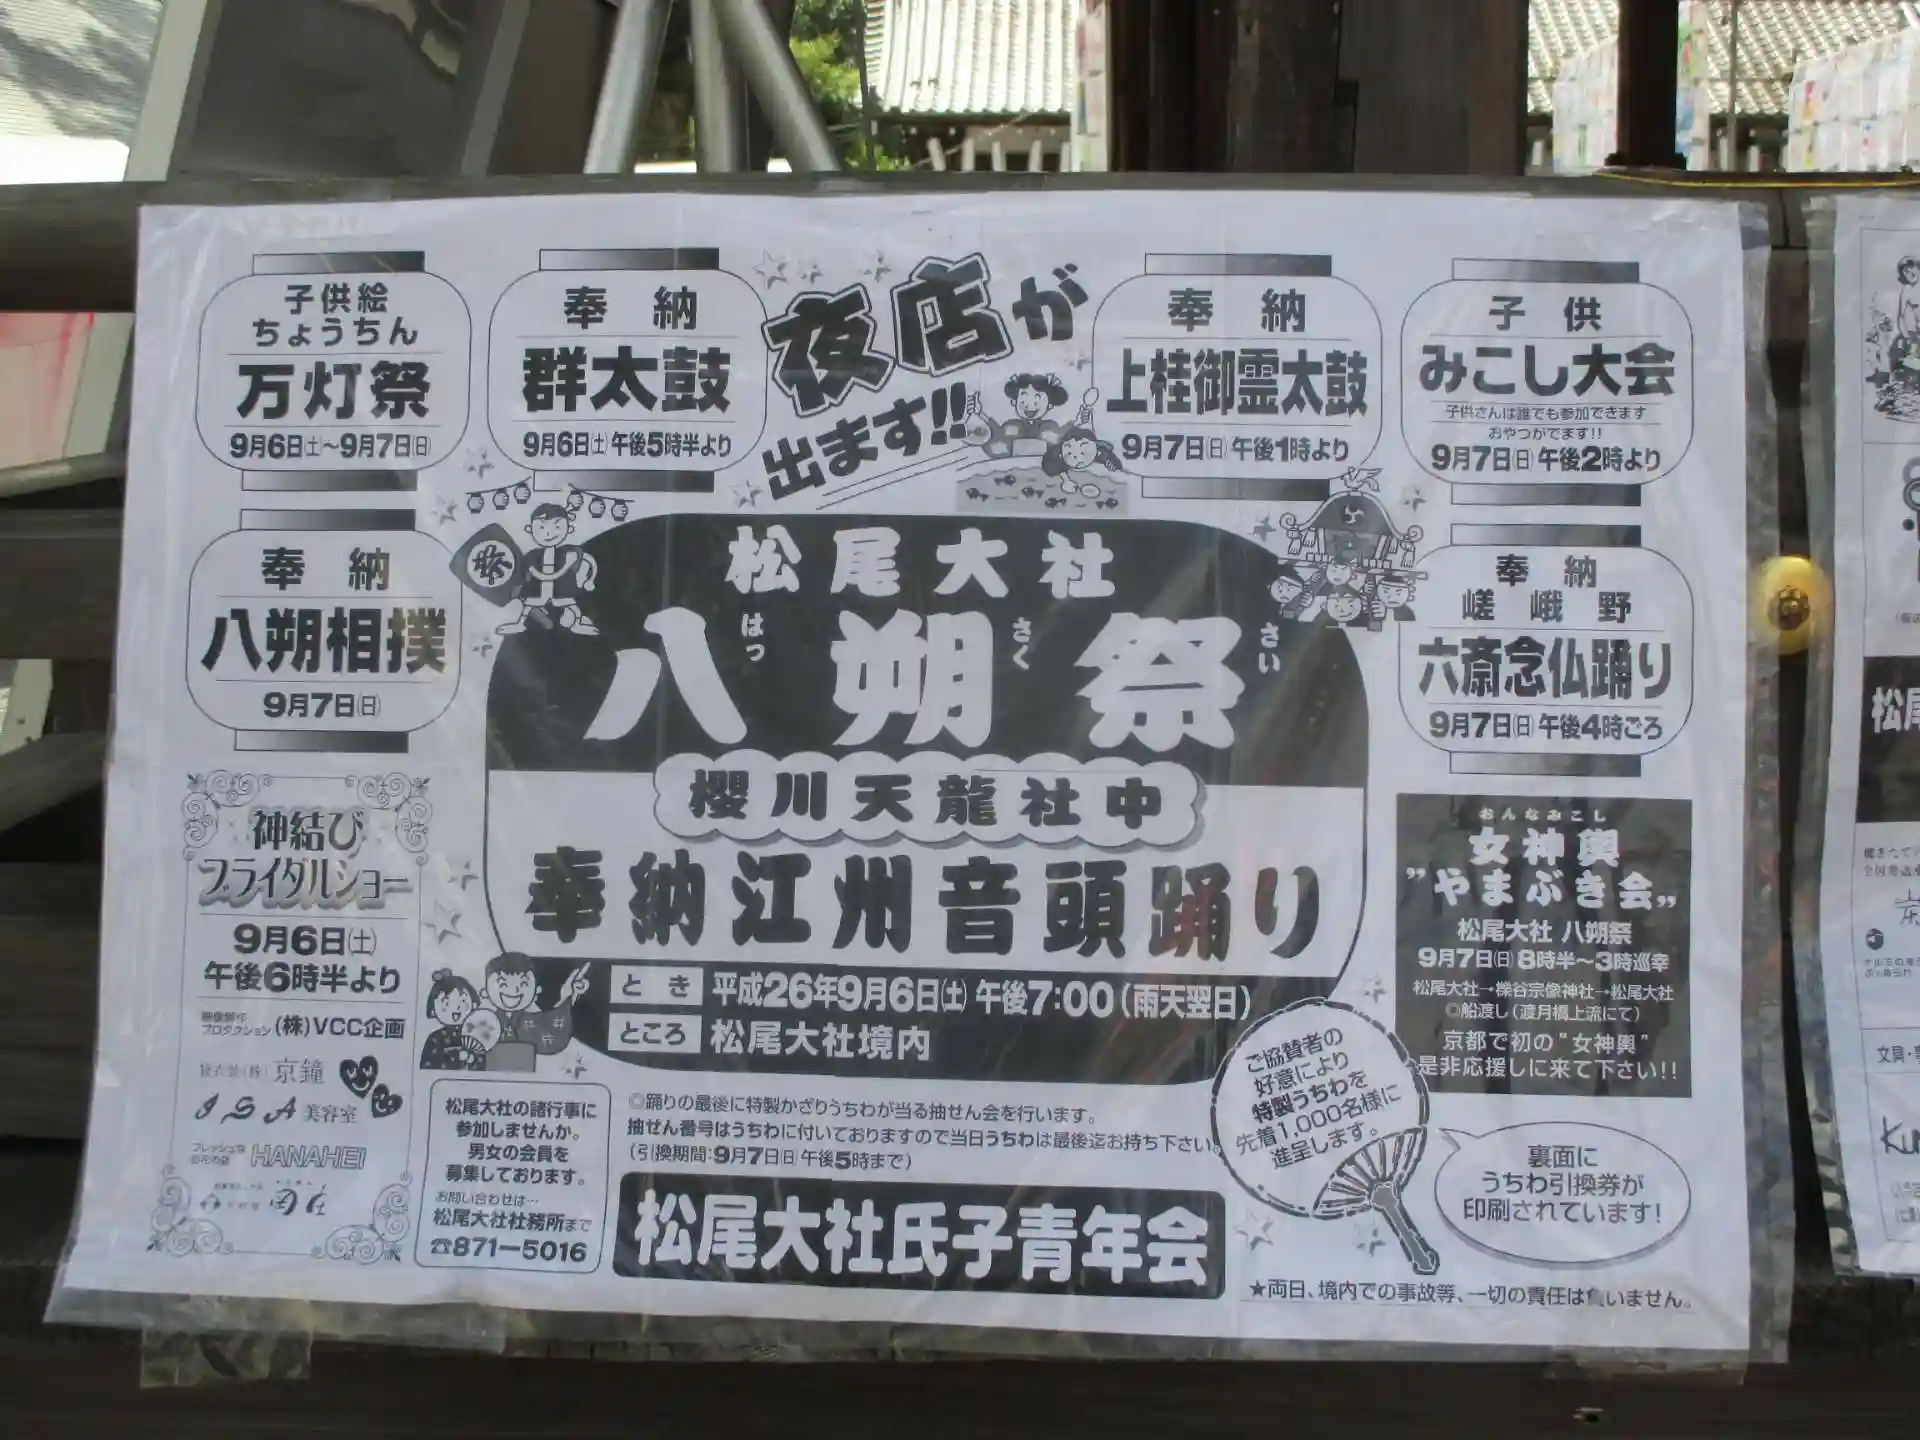 子供絵
ちょうちん
万灯祭
9月6日㈯～9月7日㈰
奉納
群太鼓
9月6日㈯午後5時半より
夜店が
出ます!!
奉納
上桂御霊太鼓
9月7日㈰午後1時より
子供
みこし大会
子供さんは誰でも参加できます
おやつがでます!!
9月7日㈰午後2時より
奉納
八朔相撲
9月7日㈰
祭
松尾大社
八朔祭
はっ さく さい
櫻川天龍社中
奉納江州音頭踊り
とき 平成26年9月6日㈯ 午後7:00(雨天翌日)
ところ 松尾大社境内
奉納
嵯峨野
六斎念仏踊り
9月7日㈰午後4時ごろ
神結び
ブライダルショー
9月6日㈯
午後6時半より
映像製作
プロダクション (株)VCC企画
貸衣装(株)京鐘
ISA美容室
HANAHEI
おんなみこし
女神輿
"やまぶき会"
松尾大社 八朔祭
9月7日㈰8時半～3時巡幸
松尾大社→櫟谷宗像神社→松尾大社
◎船渡し(渡月橋上流にて)
京都で初の"女神輿"
是非応援しに来て下さい!!
松尾大社の諸行事に
参加しませんか。
男女の会員を
募集しております。
お問い合わせは…
松尾大社社務所まで
☎871-5016
◎踊りの最後に特製かざりうちわが当る抽せん会を行います。
抽せん番号はうちわに付いておりますので当日うちわは最後迄お持ち下さい。
(引換期間:9月7日㈰午後5時まで)
松尾大社氏子青年会
ご協賛者の
好意により
特製うちわを
先着1,000名様に
進呈します。
裏面に
うちわ引換券が
印刷されています!
★両日、境内での事故等、一切の責任は負いません。
松尾
文具・